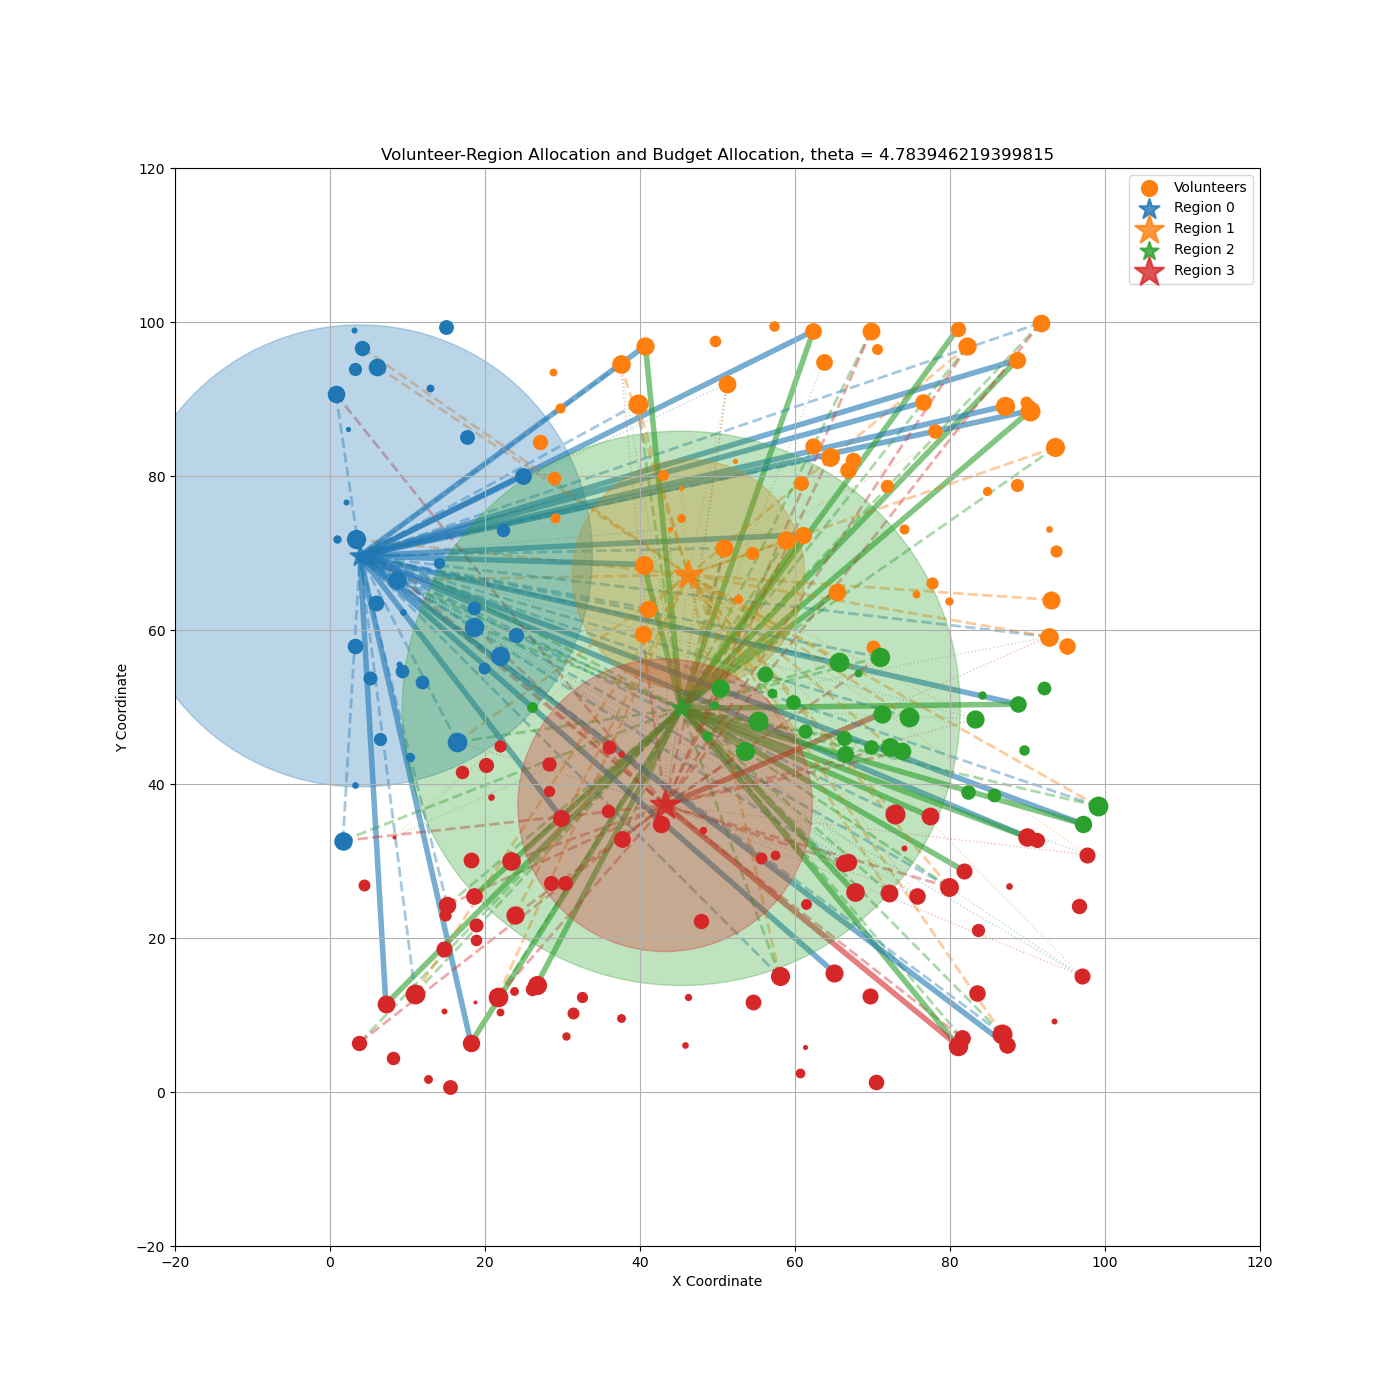 Volunteer-Region Allocation and Budget Allocation, theta = 4.783946219399815
120
100
80
60
40
20
0
−20
Y Coordinate
Volunteers
Region 0
Region 1
Region 2
Region 3
−20 0 20 40 60 80 100 120
X Coordinate